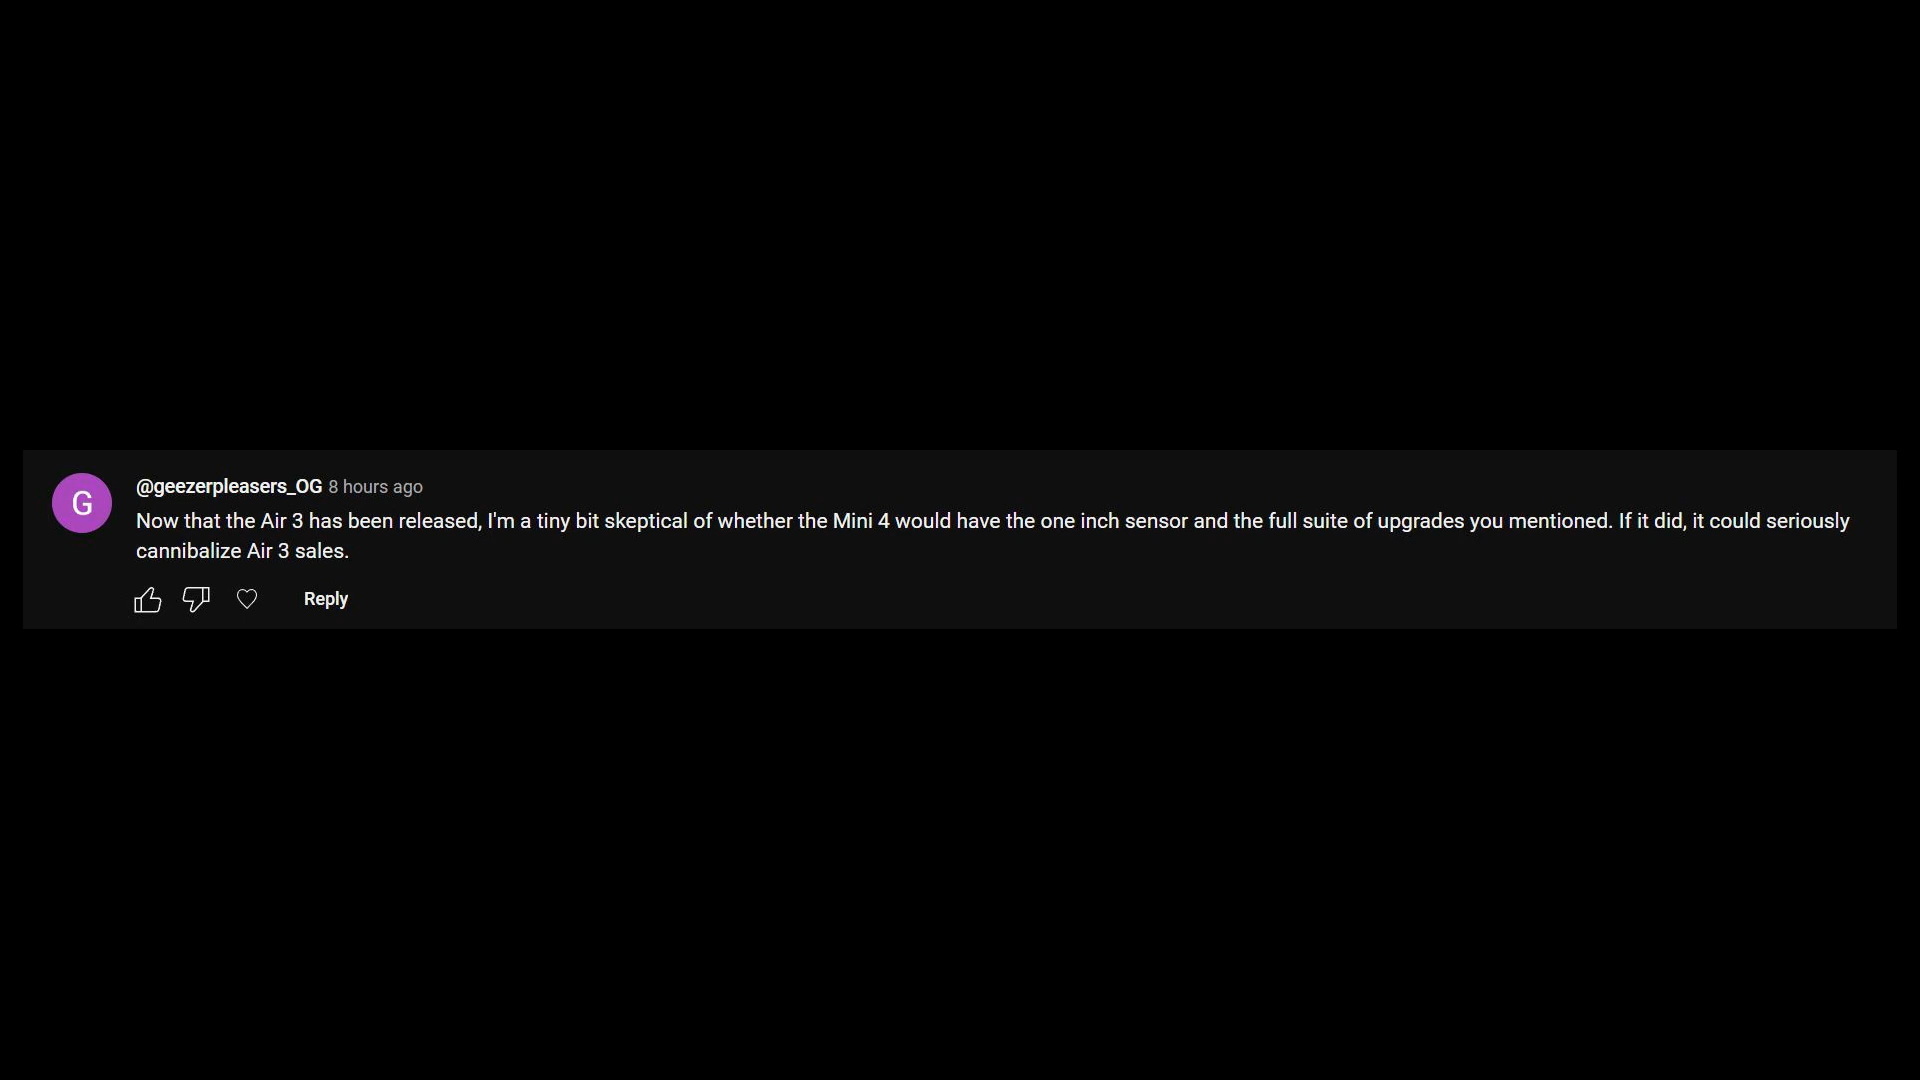 G
@geezerpleasers_OG 8 hours ago
Now that the Air 3 has been released, I'm a tiny bit skeptical of whether the Mini 4 would have the one inch sensor and the full suite of upgrades you mentioned. If it did, it could seriously
cannibalize Air 3 sales.
Reply